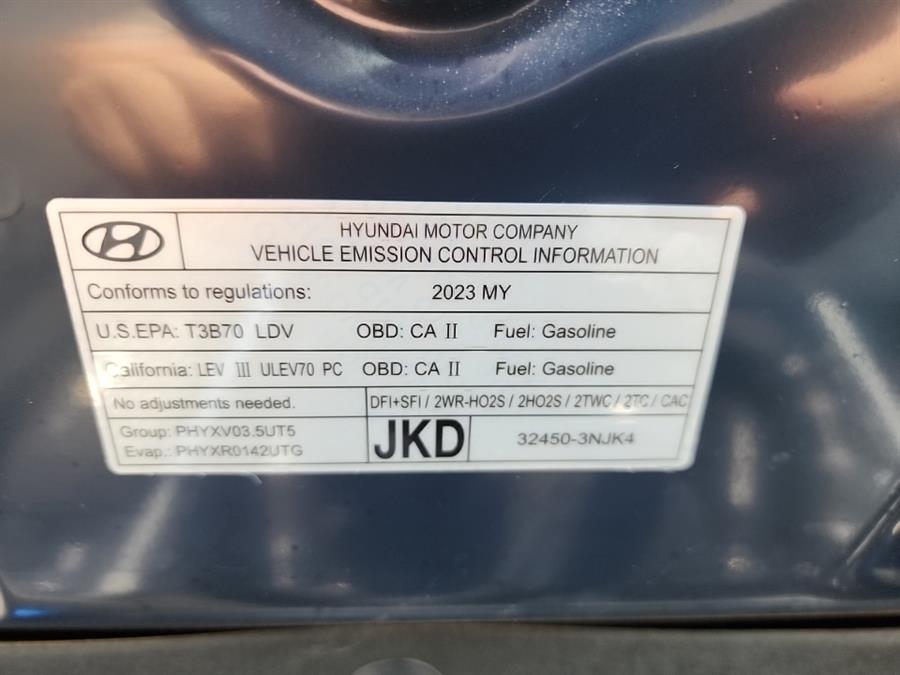 HYUNDAI MOTOR COMPANY
VEHICLE EMISSION CONTROL INFORMATION
Conforms to regulations: 2023 MY
U.S.EPA: T3B70 LDV OBD: CA II Fuel: Gasoline
California: LEV III ULEV70 PC OBD: CA II Fuel: Gasoline
No adjustments needed. DFI+SFI / 2WR-HO2S / 2HO2S / 2TWC / 2TC / CAC
Group: PHYXV03.5UT5
Evap.: PHYXR0142UTG
JKD 32450-3NJK4